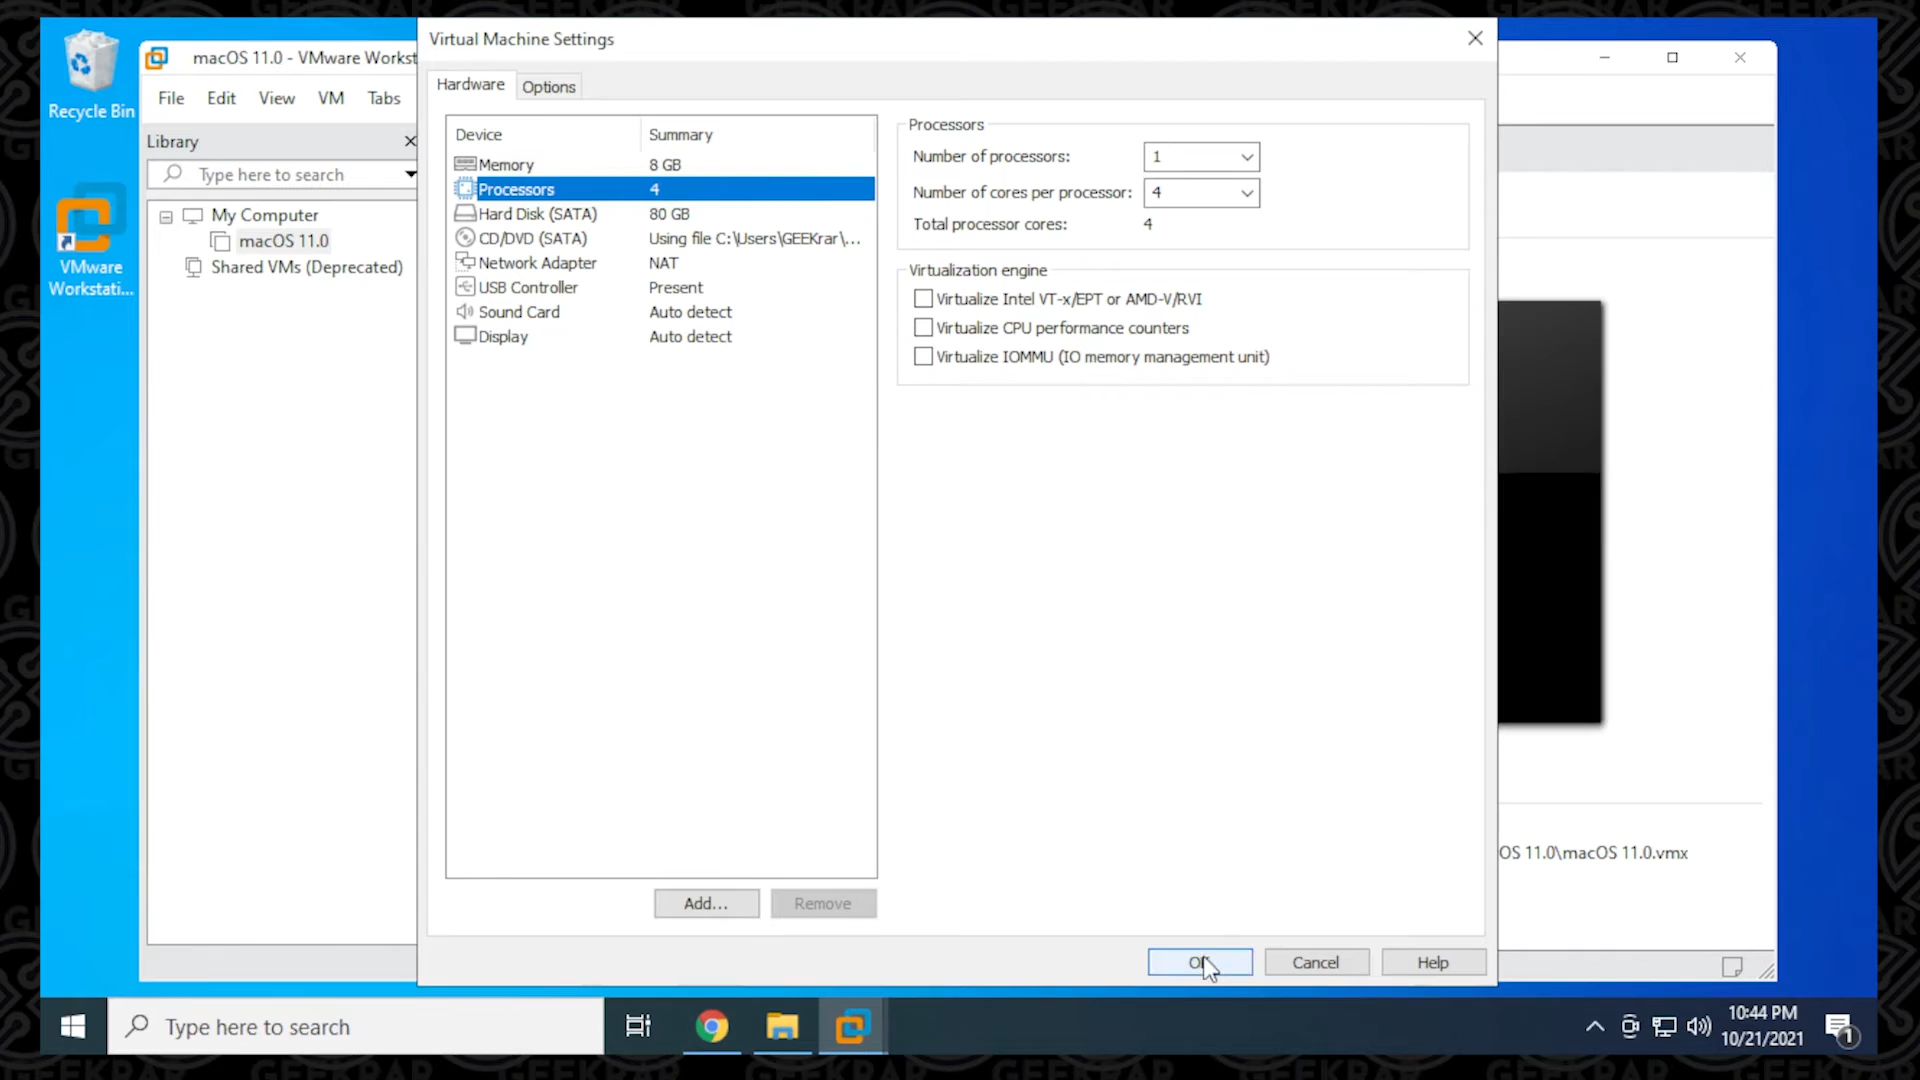 Recycle Bin
VMware
Workstati...
macOS 11.0 - VMware Workst
File Edit View VM Tabs
Library
Type here to search
My Computer
macOS 11.0
Shared VMs (Deprecated)
Virtual Machine Settings
Hardware Options
Device Summary
Memory 8 GB
Processors 4
Hard Disk (SATA) 80 GB
CD/DVD (SATA) Using file C:\Users\GEEKrar\...
Network Adapter NAT
USB Controller Present
Sound Card Auto detect
Display Auto detect
Add... Remove
Processors
Number of processors: 1
Number of cores per processor: 4
Total processor cores: 4
Virtualization engine
Virtualize Intel VT-x/EPT or AMD-V/RVI
Virtualize CPU performance counters
Virtualize IOMMU (IO memory management unit)
OK Cancel Help
OS 11.0\macOS 11.0.vmx
Type here to search
10:44 PM
10/21/2021
1